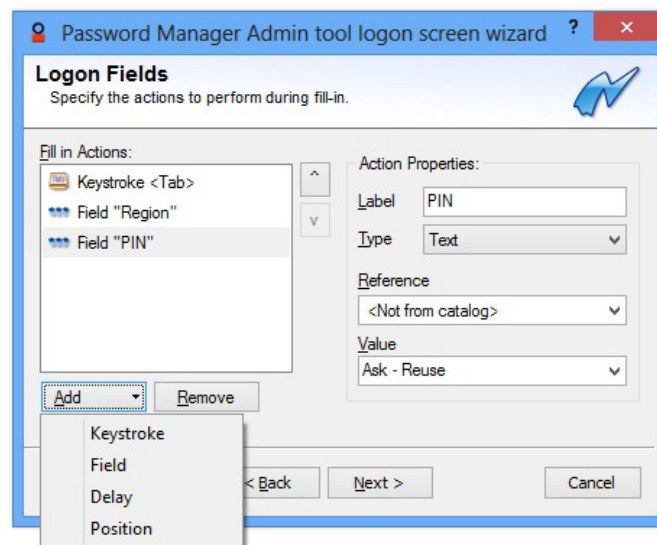 Password Manager Admin tool logon screen wizard ? ×
Logon Fields
Specify the actions to perform during fill-in.
Fill in Actions:
Keystroke <Tab>
Field "Region"
Field "PIN"
^
v
Add
Remove
Keystroke
Field
Delay
Position
Action Properties:
Label PIN
Type Text
Reference
<Not from catalog>
Value
Ask - Reuse
< Back
Next >
Cancel